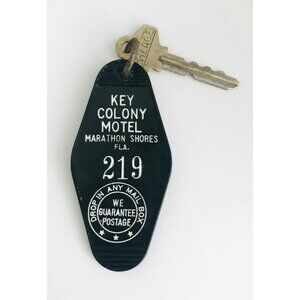 KEY
COLONY
MOTEL
MARATHON SHORES
FLA.
219
DROP IN ANY MAIL BOX
WE
GUARANTEE
POSTAGE